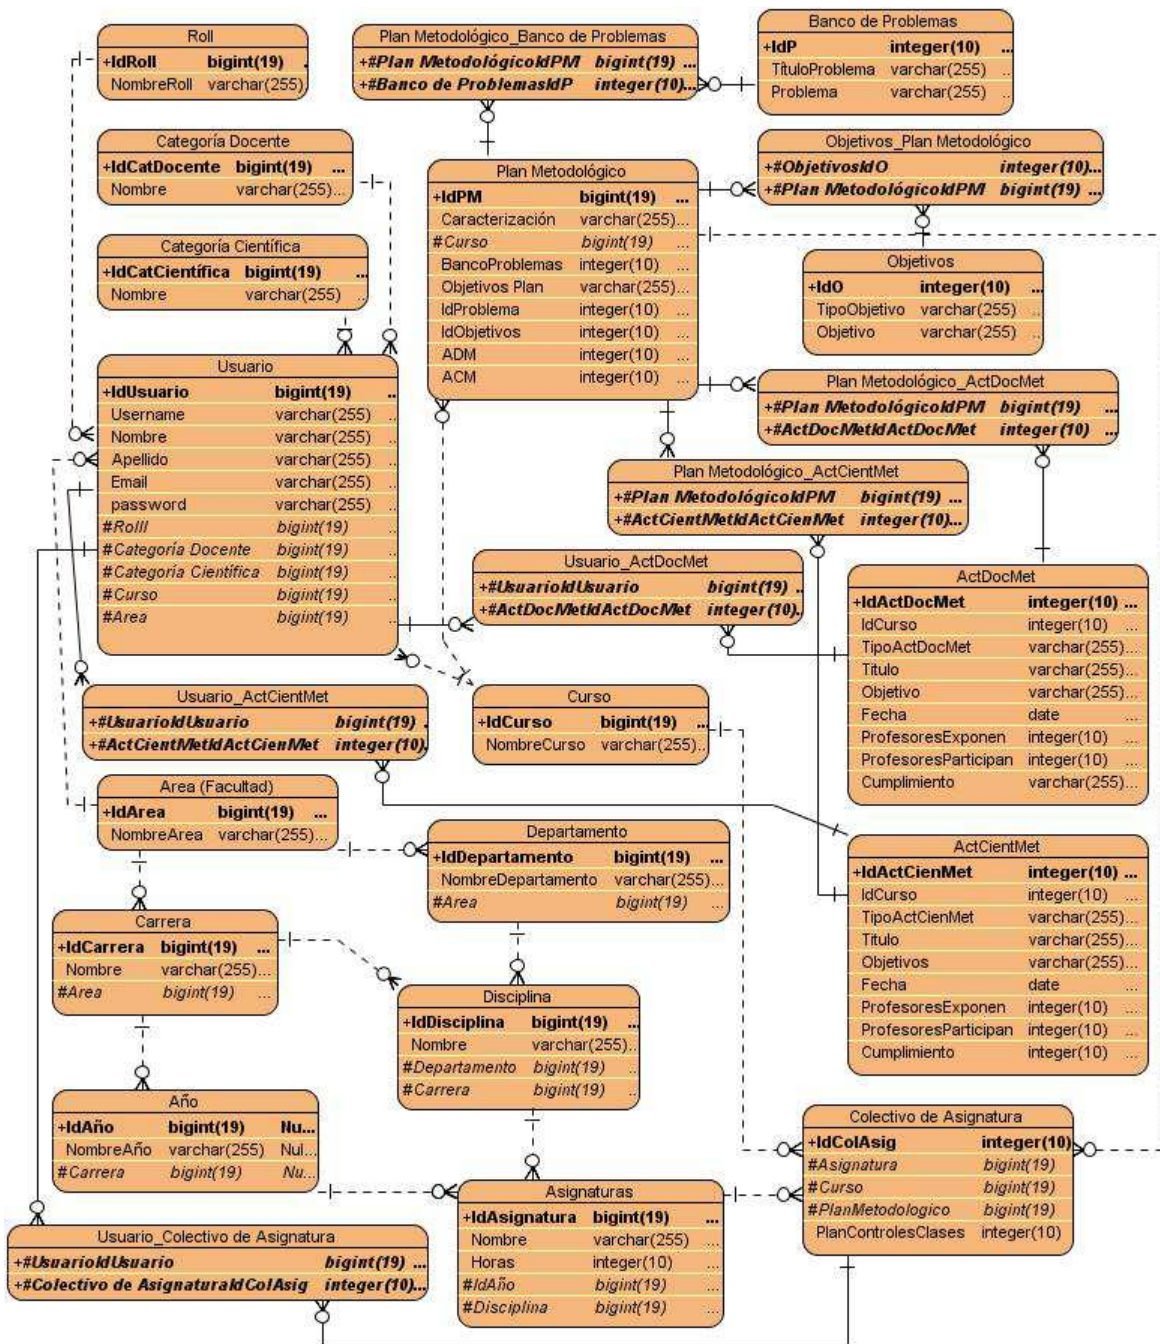 Roll
+IdRoll bigint(19) .
NombreRoll varchar(255).
Plan Metodológico_Banco de Problemas
+#Plan MetodológicoIdPM bigint(19) ...
+#Banco de ProblemasIdP integer(10)...
Banco de Problemas
+IdP integer(10) ...
TítuloProblema varchar(255) ...
Problema varchar(255) ...
Categoría Docente
+IdCatDocente bigint(19) ...
Nombre varchar(255)...
Objetivos_Plan Metodológico
+#ObjetivosIdO integer(10)...
+#Plan MetodológicoIdPM bigint(19) ...
Plan Metodológico
+IdPM bigint(19) ...
Caracterización varchar(255)...
#Curso bigint(19) ...
BancoProblemas integer(10) ...
Objetivos Plan varchar(255)...
IdProblema integer(10) ...
IdObjetivos integer(10) ...
ADM integer(10) ...
ACM integer(10) ...
Categoría Científica
+IdCatCientífica bigint(19) ...
Nombre varchar(255) ...
Objetivos
+IdO integer(10) ...
TipoObjetivo varchar(255) ..
Objetivo varchar(255) ..
Usuario
+IdUsuario bigint(19) ..
Username varchar(255) ..
Nombre varchar(255) ..
Apellido varchar(255) ..
Email varchar(255) ..
password varchar(255) ..
#Rolll bigint(19) ..
#Categoría Docente bigint(19) ..
#Categoría Científica bigint(19) ..
#Curso bigint(19) ..
#Area bigint(19) ..
Plan Metodológico_ActDocMet
+#Plan MetodológicoIdPM bigint(19) ...
+#ActDocMetIdActDocMet integer(10) ...
Plan Metodológico_ActCientMet
+#Plan MetodológicoIdPM bigint(19) ...
+#ActCientMetIdActCienMet integer(10)...
Usuario_ActDocMet
+#UsuarioIdUsuario bigint(19) ..
+#ActDocMetIdActDocMet integer(10)..
ActDocMet
+IdActDocMet integer(10) ...
IdCurso integer(10) ...
TipoActDocMet varchar(255)...
Titulo varchar(255)...
Objetivo varchar(255)...
Fecha date ...
ProfesoresExponen integer(10) ...
ProfesoresParticipan integer(10) ...
Cumplimiento varchar(255)...
Usuario_ActCientMet
+#UsuarioIdUsuario bigint(19) .
+#ActCientMetIdActCienMet integer(10).
Curso
+IdCurso bigint(19) ...
NombreCurso varchar(255)...
Area (Facultad)
+IdArea bigint(19) ...
NombreArea varchar(255)...
Departamento
+IdDepartamento bigint(19) ...
NombreDepartamento varchar(255)...
#Area bigint(19) ...
ActCientMet
+IdActCienMet integer(10) ...
IdCurso integer(10) ...
TipoActCienMet varchar(255)...
Titulo varchar(255)...
Objetivos varchar(255)...
Fecha date ...
ProfesoresExponen integer(10) ...
ProfesoresParticipan integer(10) ...
Cumplimiento integer(10) ...
Carrera
+IdCarrera bigint(19) ...
Nombre varchar(255)...
#Area bigint(19) ...
Disciplina
+IdDisciplina bigint(19) ...
Nombre varchar(255)..
#Departamento bigint(19) ..
#Carrera bigint(19) ..
Año
+IdAño bigint(19) Nu...
NombreAño varchar(255) Nul...
#Carrera bigint(19) Nu...
Colectivo de Asignatura
+IdColAsig integer(10)
#Asignatura bigint(19)
#Curso bigint(19)
#PlanMetodologico bigint(19)
PlanControlesClases integer(10)
Asignaturas
+IdAsignatura bigint(19) ...
Nombre varchar(255) ...
Horas integer(10) ...
#IdAño bigint(19) ...
#Disciplina bigint(19) ...
Usuario_Colectivo de Asignatura
+#UsuarioIdUsuario bigint(19) ..
+#Colectivo de AsignaturaIdColAsig integer(10)..